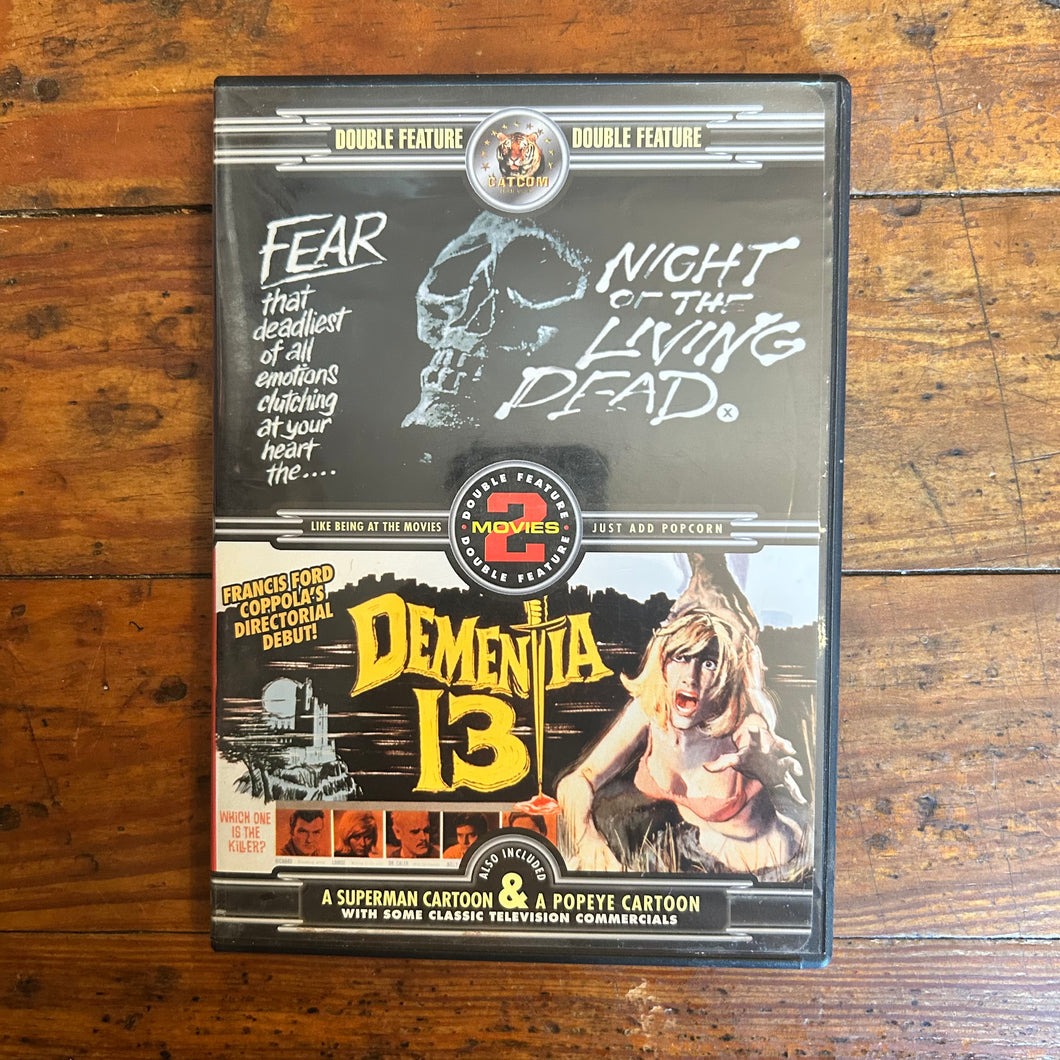 DOUBLE FEATURE
DOUBLE FEATURE
CATCOM
FEAR
that
deadliest
of all
emotions
clutching
at your
heart
the....
NIGHT
OF THE
LIVING
DEAD.
X
LIKE BEING AT THE MOVIES
DOUBLE FEATURE
2
MOVIES
DOUBLE FEATURE
JUST ADD POPCORN
FRANCIS FORD
COPPOLA'S
DIRECTORIAL
DEBUT!
DEMENTIA
13
WHICH ONE
IS THE
KILLER?
RICHARD
LOUISE
ALSO INCLUDED
A SUPERMAN CARTOON & A POPEYE CARTOON
WITH SOME CLASSIC TELEVISION COMMERCIALS